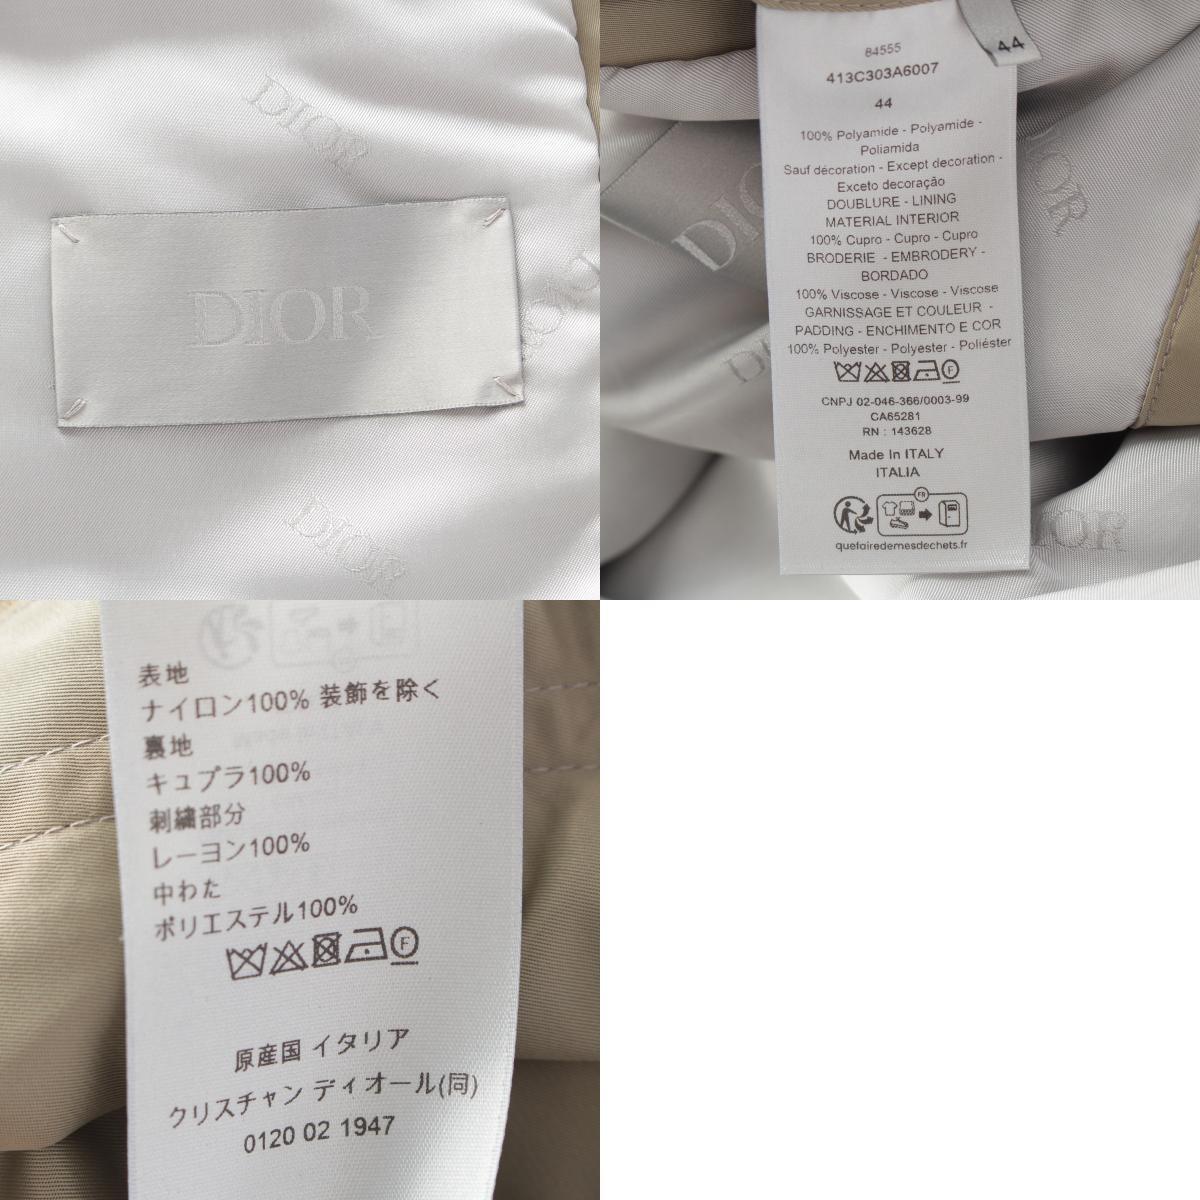 DIOR
DIOR
DIOR
DIOR
44
84555
413C303A6007
44
100% Polyamide - Polyamide -
Poliamida
Sauf décoration - Except decoration -
Exceto decoração
DOUBLURE - LINING
MATERIAL INTERIOR
100% Cupro - Cupro - Cupro
BRODERIE - EMBRODERY -
BORDADO
100% Viscose - Viscose - Viscose
GARNISSAGE ET COULEUR -
PADDING - ENCHIMENTO E COR
100% Polyester - Polyester - Poliéster
F
CNPJ 02-046-366/0003-99
CA65281
RN : 143628
Made In ITALY
ITALIA
FR
quefairedemesdechets.fr
表地
ナイロン100% 装飾を除く
裏地
キュプラ100%
刺繍部分
レーヨン100%
中わた
ポリエステル100%
F
原産国 イタリア
クリスチャン ディオール(同)
0120 02 1947